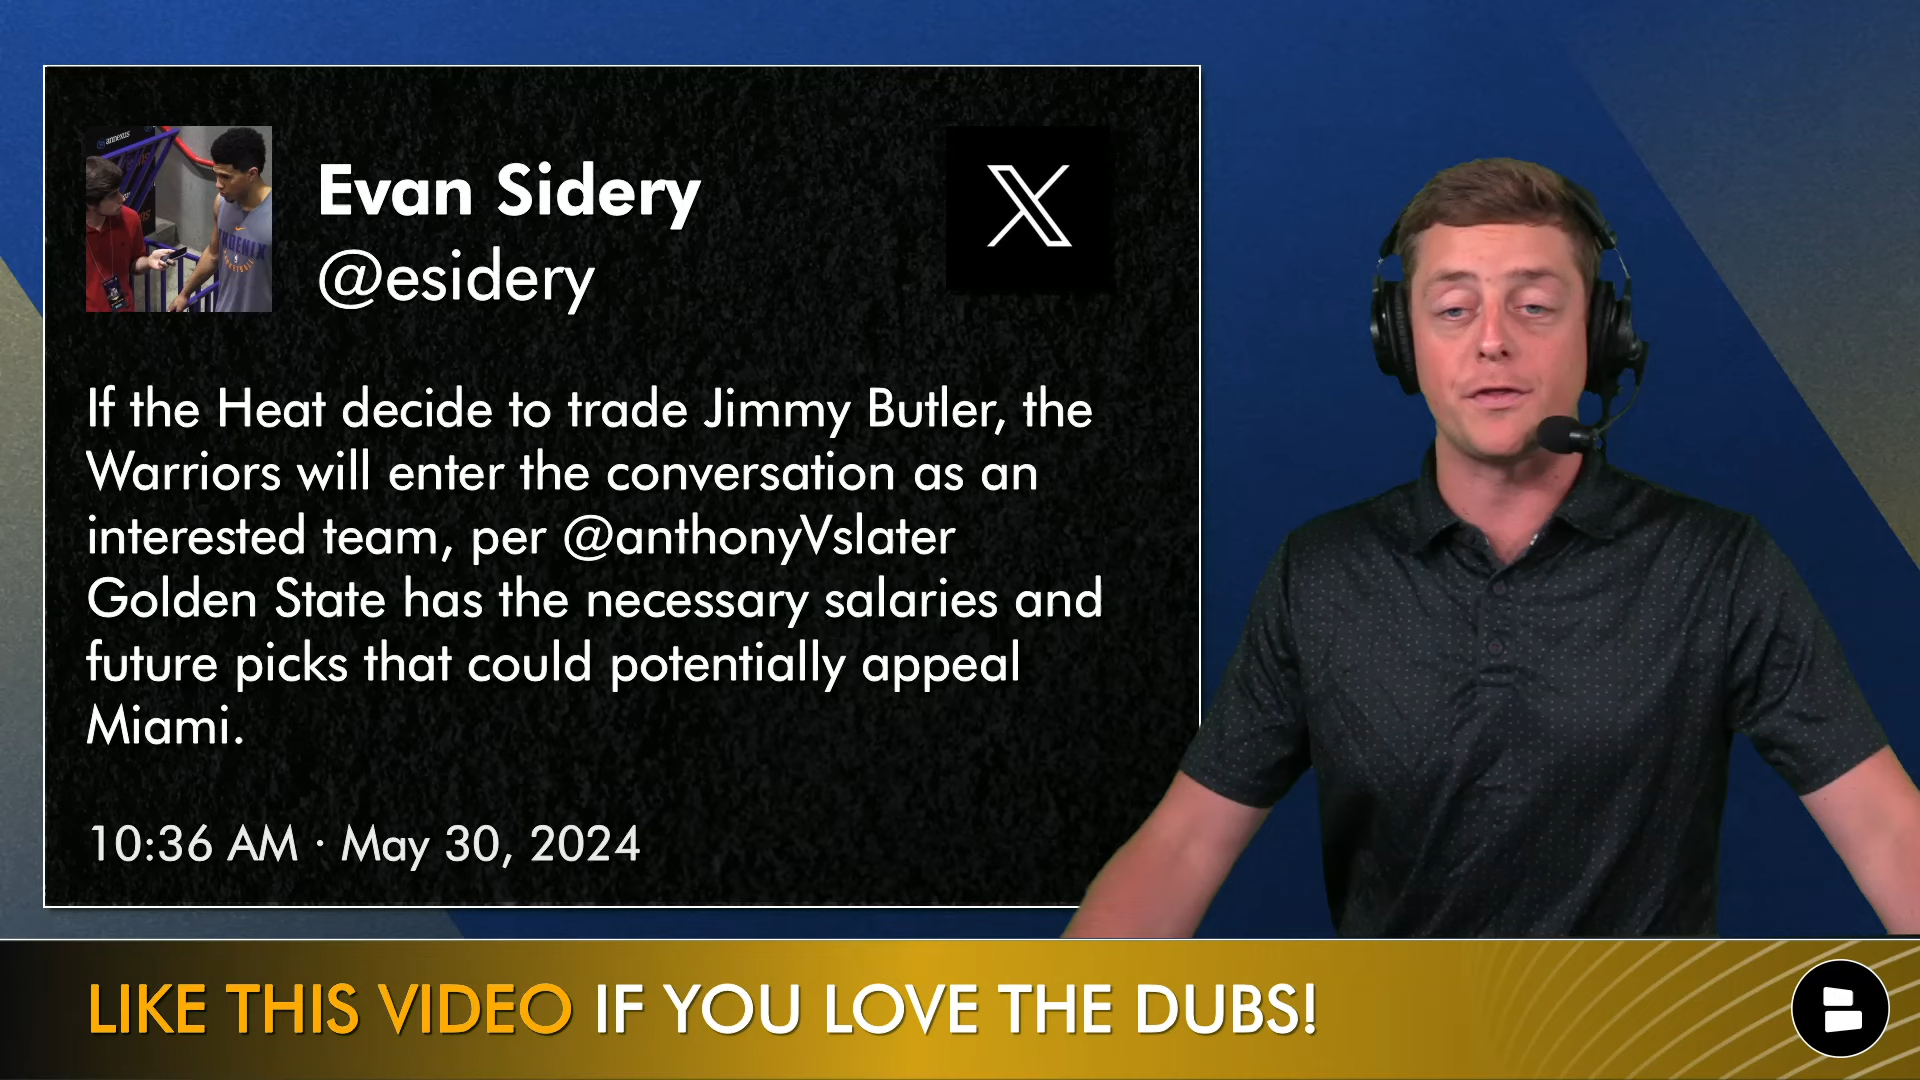 annexus
PHOENIX
Evan Sidery
@esidery
If the Heat decide to trade Jimmy Butler, the
Warriors will enter the conversation as an
interested team, per @anthonyVslater
Golden State has the necessary salaries and
future picks that could potentially appeal
Miami.
10:36 AM · May 30, 2024
LIKE THIS VIDEO IF YOU LOVE THE DUBS!